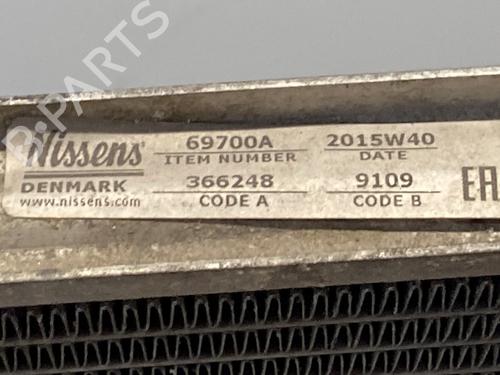 B-PARTS
Nissens
DENMARK
www.nissens.com
69700A
ITEM NUMBER
366248
CODE A
2015W40
DATE
9109
CODE B
EAC